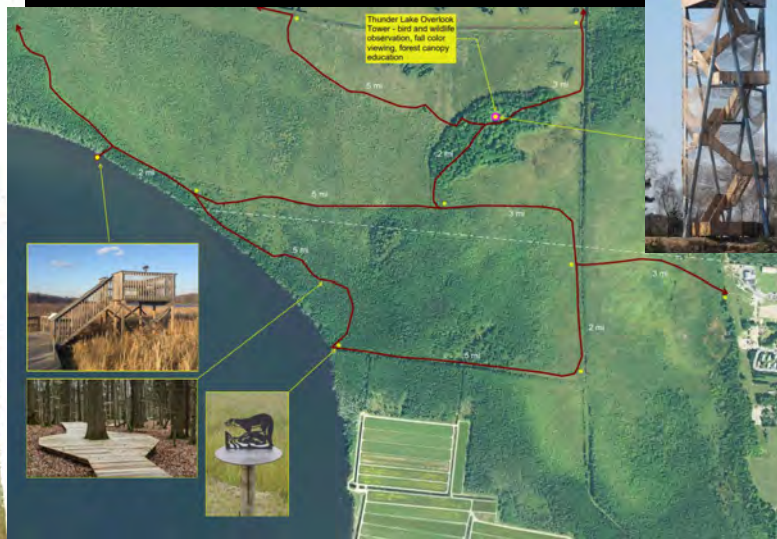 Thunder Lake Overlook
Tower - bird and wildlife
observation, fall color
viewing, forest canopy
education
.5 mi
.3 mi
.2 mi
.2 mi
.5 mi
.3 mi
.5 mi
.3 mi
.2 mi
.5 mi